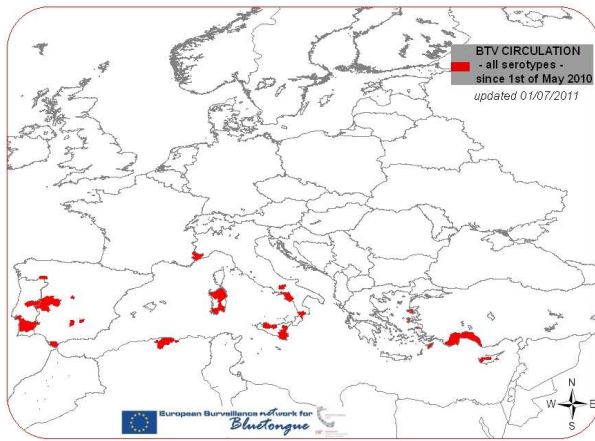 BTV CIRCULATION
- all serotypes -
since 1st of May 2010
updated 01/07/2011
N
W E
S
European Surveillance network for
Bluetongue